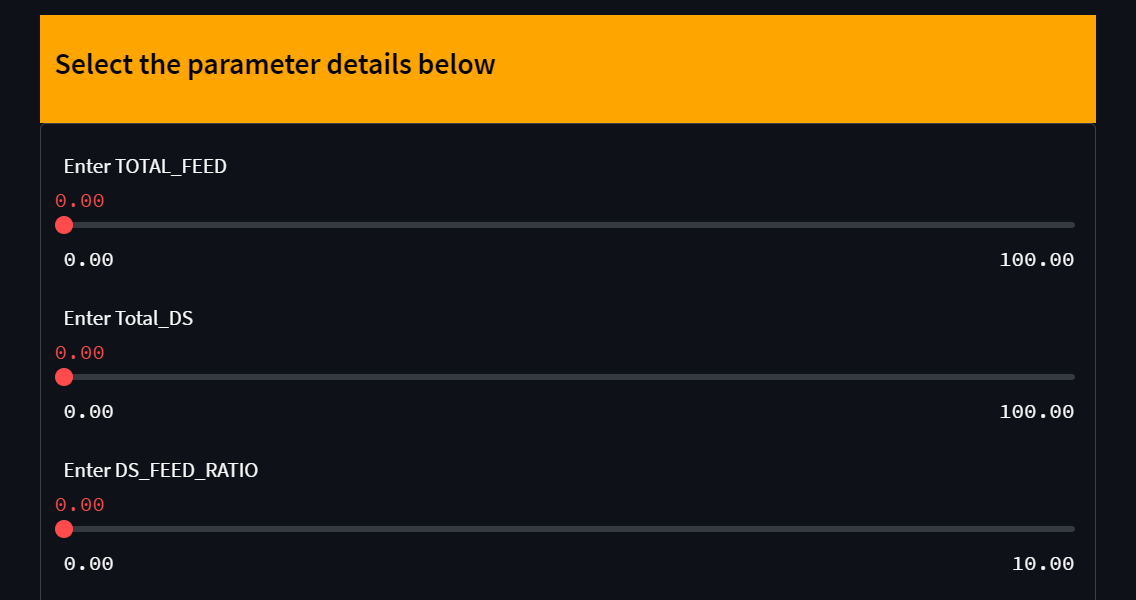 Select the parameter details below
Enter TOTAL_FEED
0.00
0.00 100.00
Enter Total_DS
0.00
0.00 100.00
Enter DS_FEED_RATIO
0.00
0.00 10.00